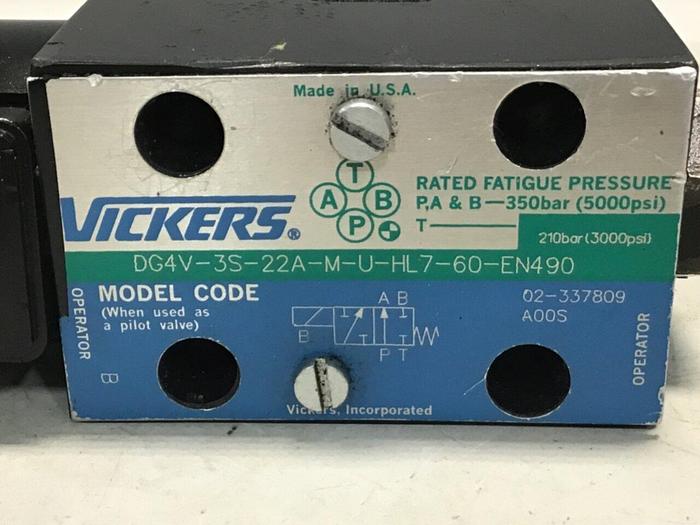 Made in U.S.A.
T
A B
P
VICKERS®
RATED FATIGUE PRESSURE
P,A & B—350bar (5000psi)
T— 210bar (3000psi)
DG4V-3S-22A-M-U-HL7-60-EN490
OPERATOR
B
MODEL CODE
(When used as
a pilot valve)
A B
B
P T
02-337809
A00S
OPERATOR
Vickers, Incorporated